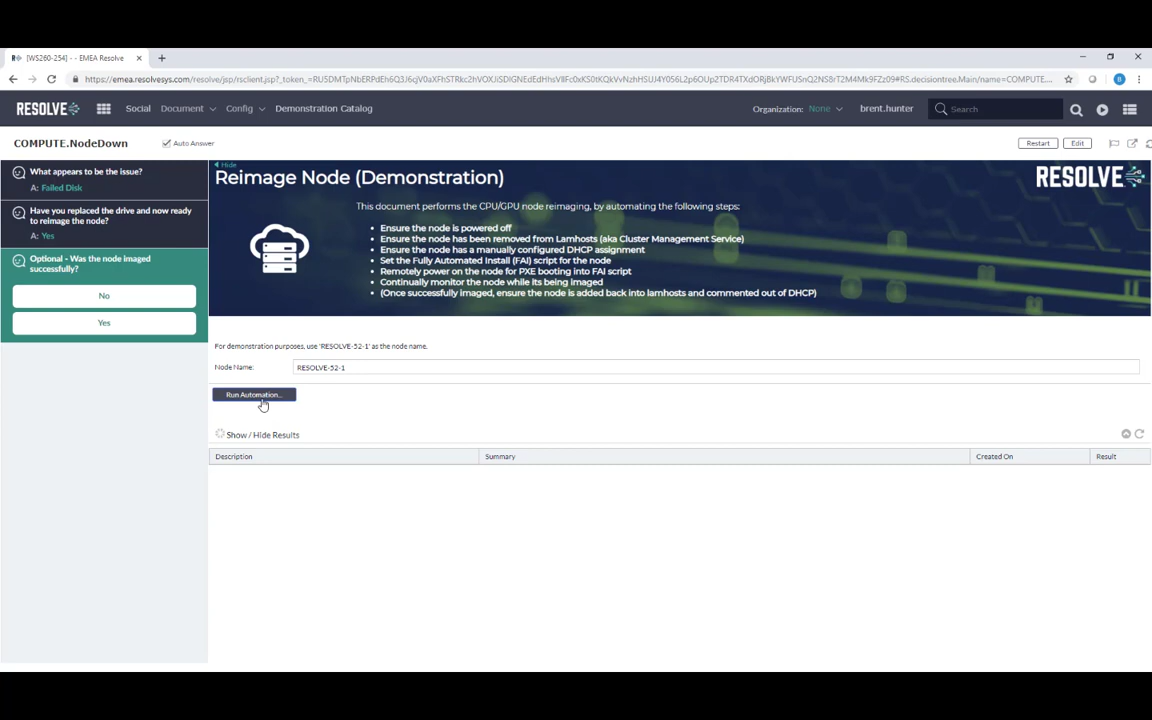 [WS260-254] - - EMEA Resolve
RESOLVE
Social
Document
Config
Demonstration Catalog
Organization: None
brent.hunter
Search
COMPUTE.NodeDown
Auto Answer
Restart
Edit
What appears to be the issue?
A: Failed Disk
Have you replaced the drive and now ready
to reimage the node?
A: Yes
Optional - Was the node imaged
successfully?
No
Yes
Hide
Reimage Node (Demonstration)
RESOLVE
This document performs the CPU/GPU node reimaging, by automating the following steps:
• Ensure the node is powered off
• Ensure the node has been removed from Lamhosts (aka Cluster Management Service)
• Ensure the node has a manually configured DHCP assignment
• Set the Fully Automated Install (FAI) script for the node
• Remotely power on the node for PXE booting into FAI script
• Continually monitor the node while its being imaged
• (Once successfully imaged, ensure the node is added back into lamhosts and commented out of DHCP)
For demonstration purposes, use 'RESOLVE-52-1' as the node name.
Node Name: RESOLVE-52-1
Run Automation...
Show / Hide Results
Description Summary Created On Result